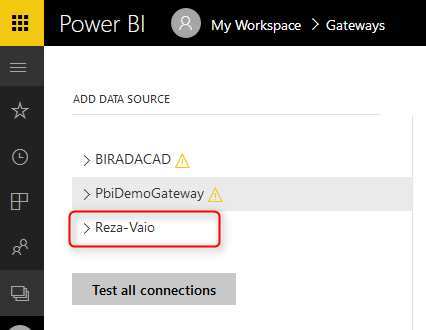 Power BI My Workspace > Gateways
ADD DATA SOURCE
BIRADACAD
PbiDemoGateway
Reza-Vaio
Test all connections